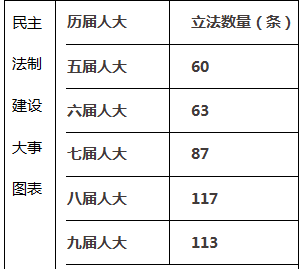 民主
法制
建设
大事
图表
历届人大 立法数量（条）
五届人大 60
六届人大 63
七届人大 87
八届人大 117
九届人大 113